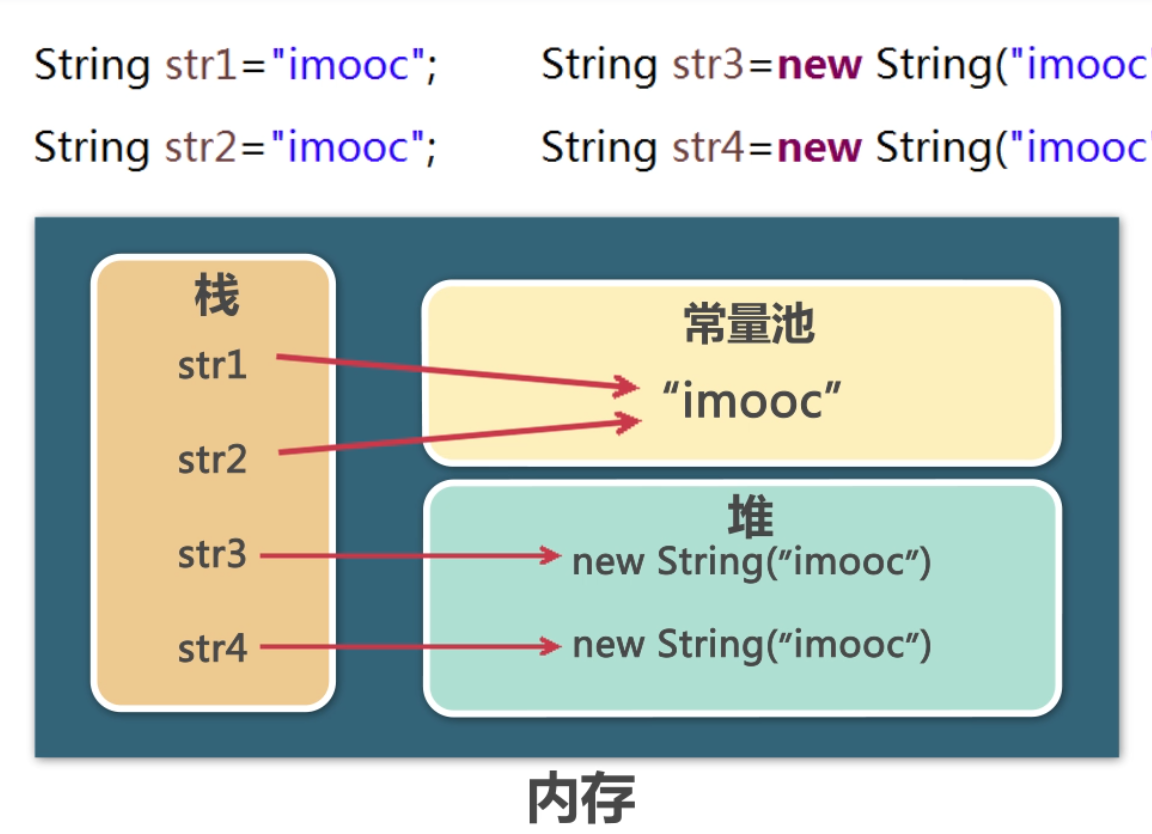 String str1="imooc"; String str3=new String("imooc"
String str2="imooc"; String str4=new String("imooc"
栈
str1
str2
str3
str4
常量池
“imooc”
堆
new String(”imooc”)
new String(”imooc”)
内存